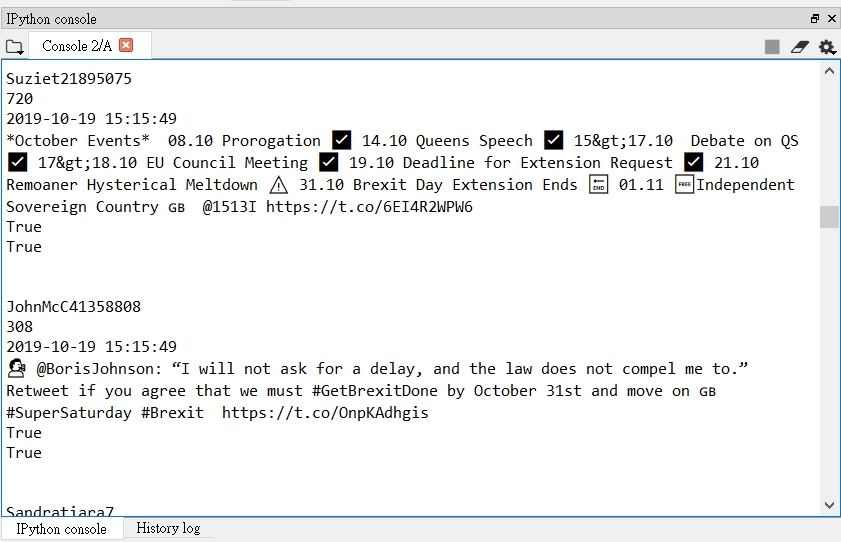 IPython console
Console 2/A
Suziet21895075
720
2019-10-19 15:15:49
*October Events*  08.10 Prorogation ✔ 14.10 Queens Speech ✔ 15&gt;17.10  Debate on QS
✔ 17&gt;18.10 EU Council Meeting ✔ 19.10 Deadline for Extension Request ✔ 21.10
Remoaner Hysterical Meltdown ⚠ 31.10 Brexit Day Extension Ends 🔚 01.11 🆓Independent
Sovereign Country GB  @1513I https://t.co/6EI4R2WPW6
True
True
JohnMcC41358808
308
2019-10-19 15:15:49
@BorisJohnson: “I will not ask for a delay, and the law does not compel me to.”
Retweet if you agree that we must #GetBrexitDone by October 31st and move on GB
#SuperSaturday #Brexit  https://t.co/OnpKAdhgis
True
True
Sandratiara7
IPython console
History log